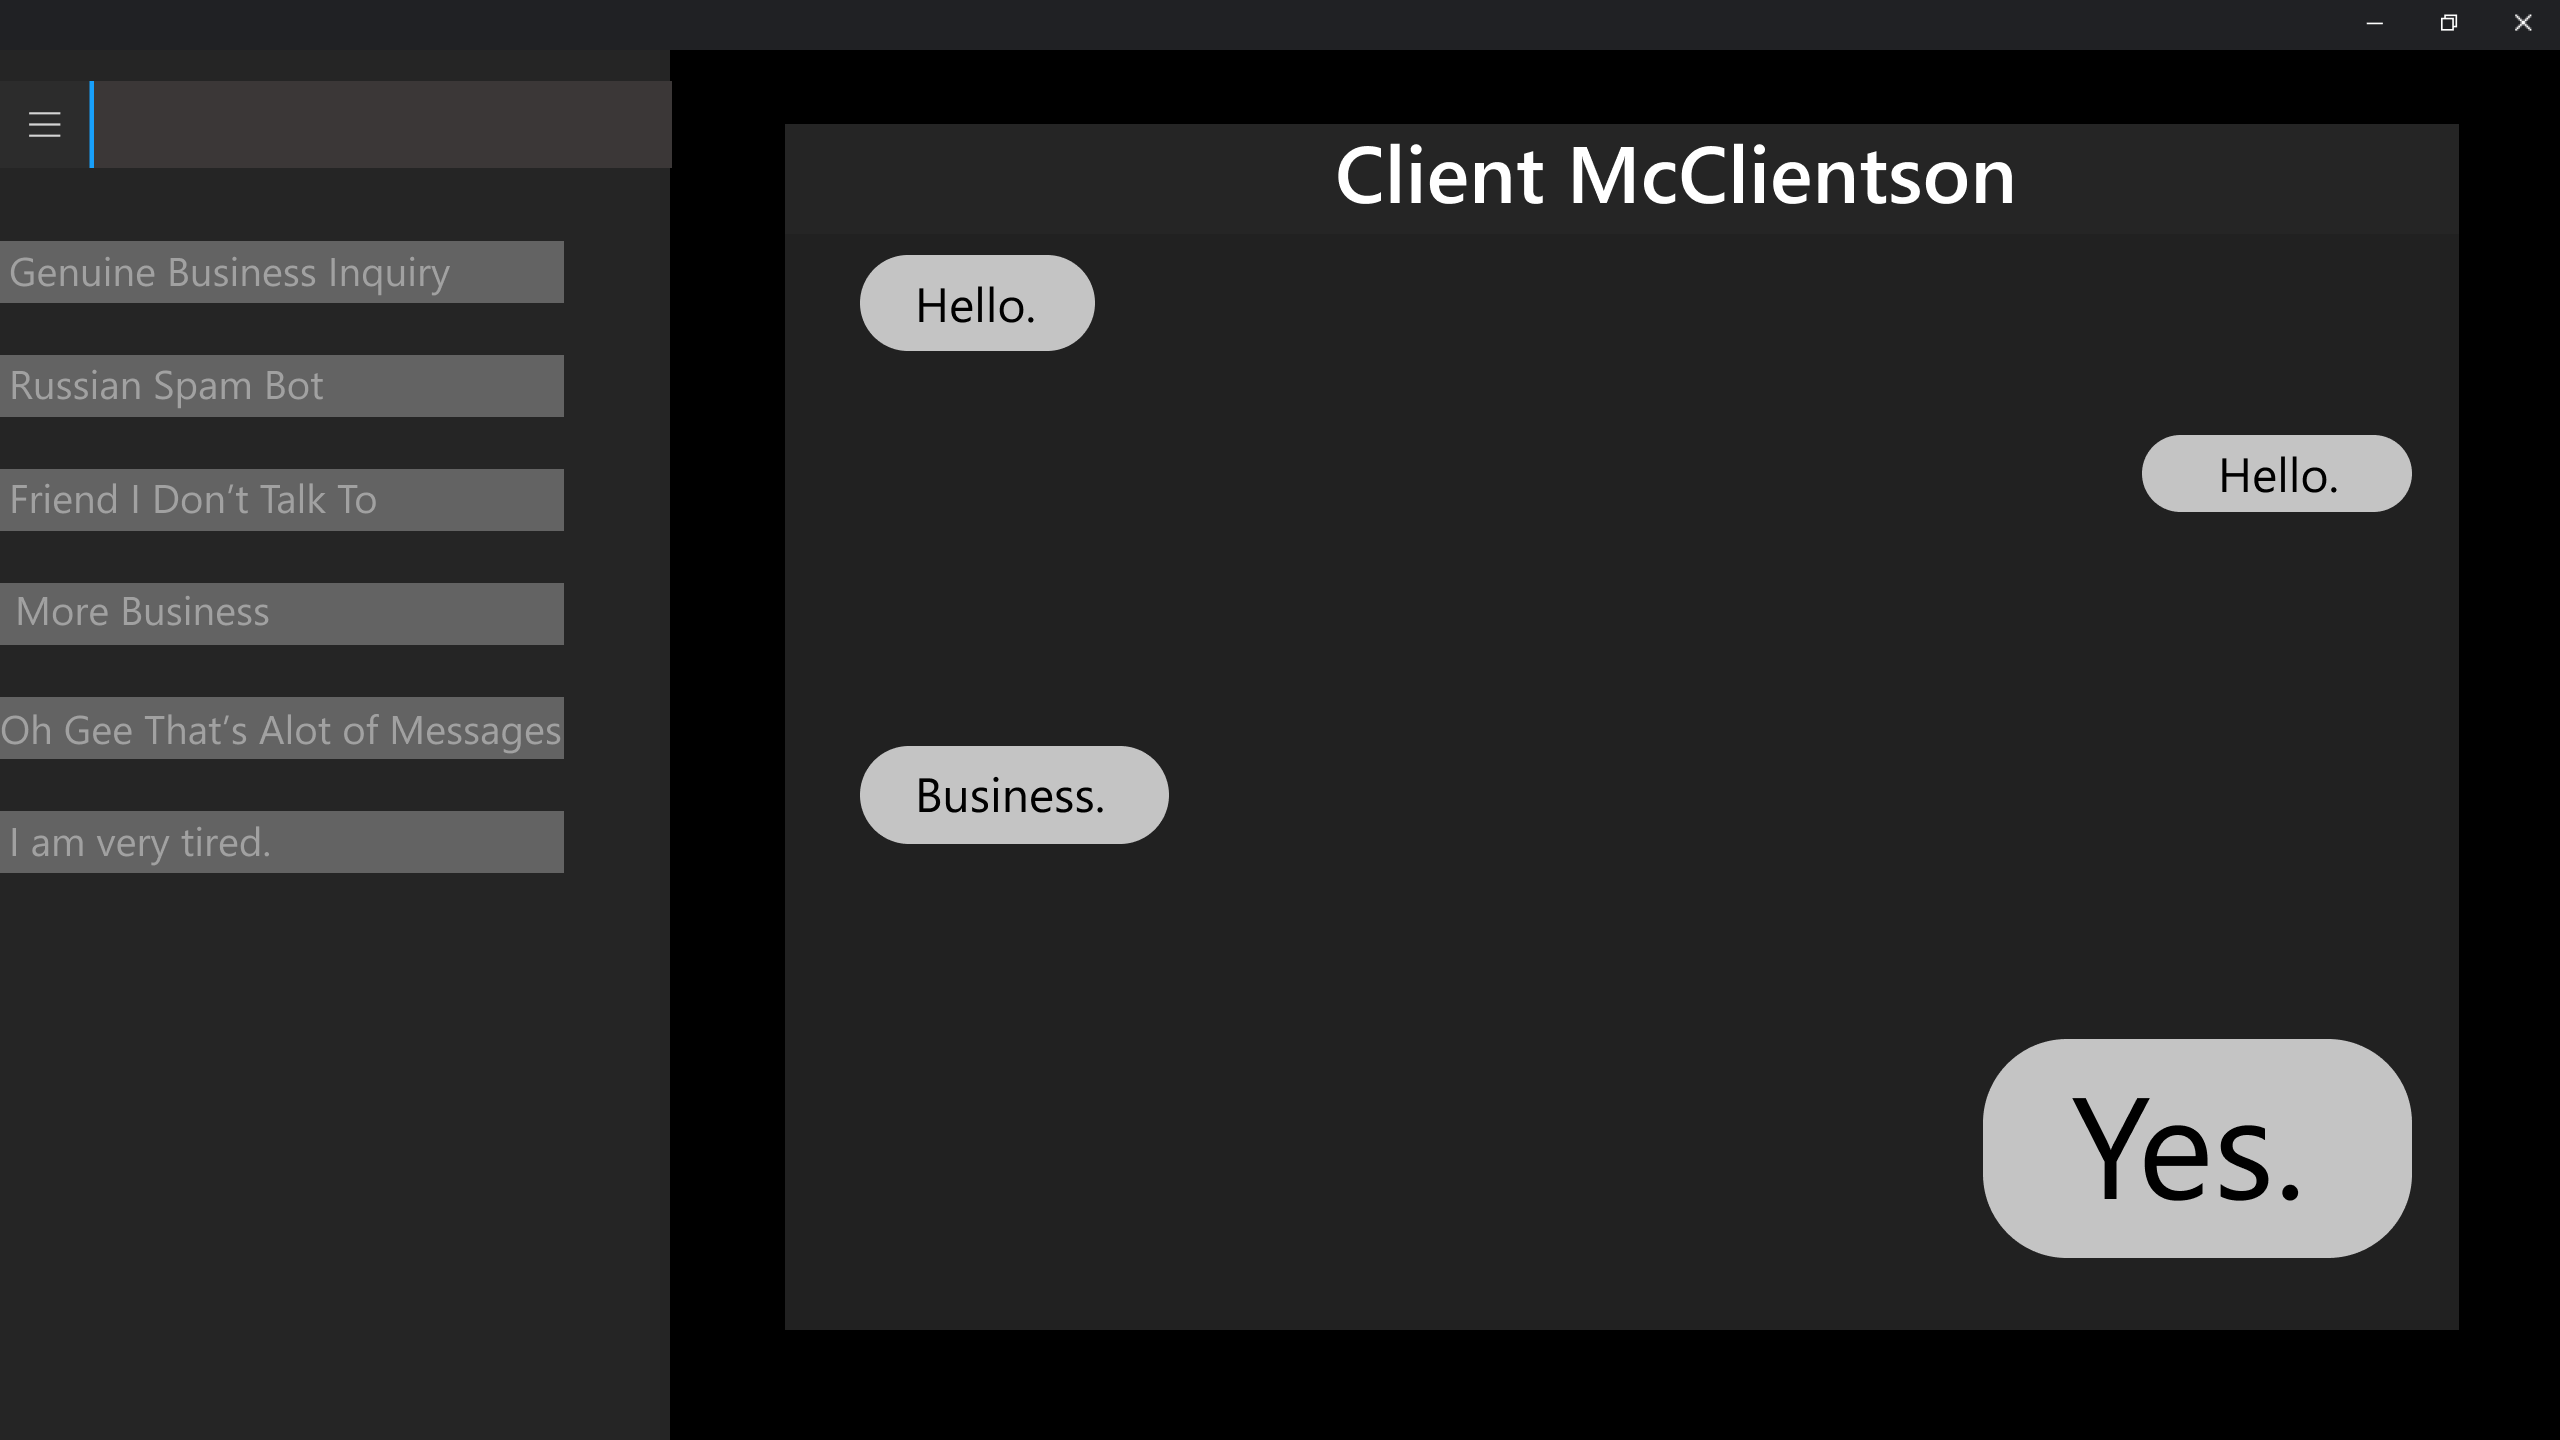 Genuine Business Inquiry
Russian Spam Bot
Friend I Don’t Talk To
More Business
Oh Gee That’s Alot of Messages
I am very tired.
Client McClientson
Hello.
Hello.
Business.
Yes.